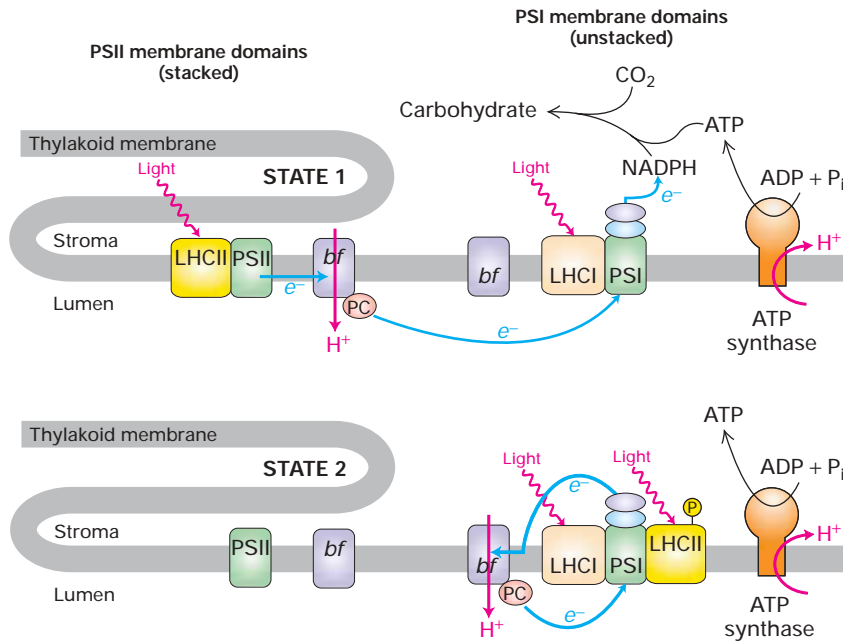 PSII membrane domains
(stacked)
PSI membrane domains
(unstacked)
CO₂
Carbohydrate
ATP
NADPH
ADP + Pᵢ
Thylakoid membrane
Light
STATE 1
Light
e⁻
H⁺
Stroma
LHCII
PSII
bf
bf
LHCI
PSI
e⁻
Lumen
PC
H⁺
e⁻
ATP
synthase
Thylakoid membrane
STATE 2
ATP
Light
Light
ADP + Pᵢ
e⁻
P
H⁺
Stroma
PSII
bf
bf
LHCI
PSI
LHCII
Lumen
PC
H⁺
e⁻
ATP
synthase